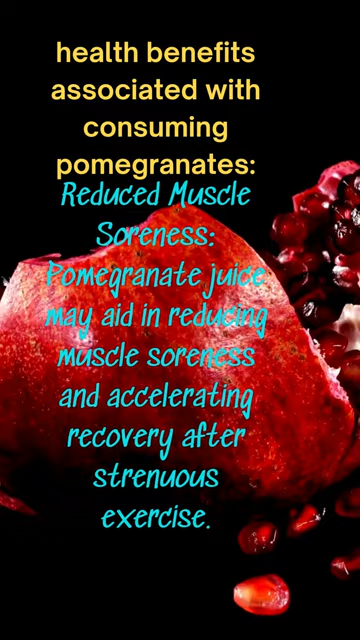 health benefits
associated with
consuming
pomegranates:
Reduced Muscle
Soreness:
Pomegranate juice
may aid in reducing
muscle soreness
and accelerating
recovery after
strenuous
exercise.